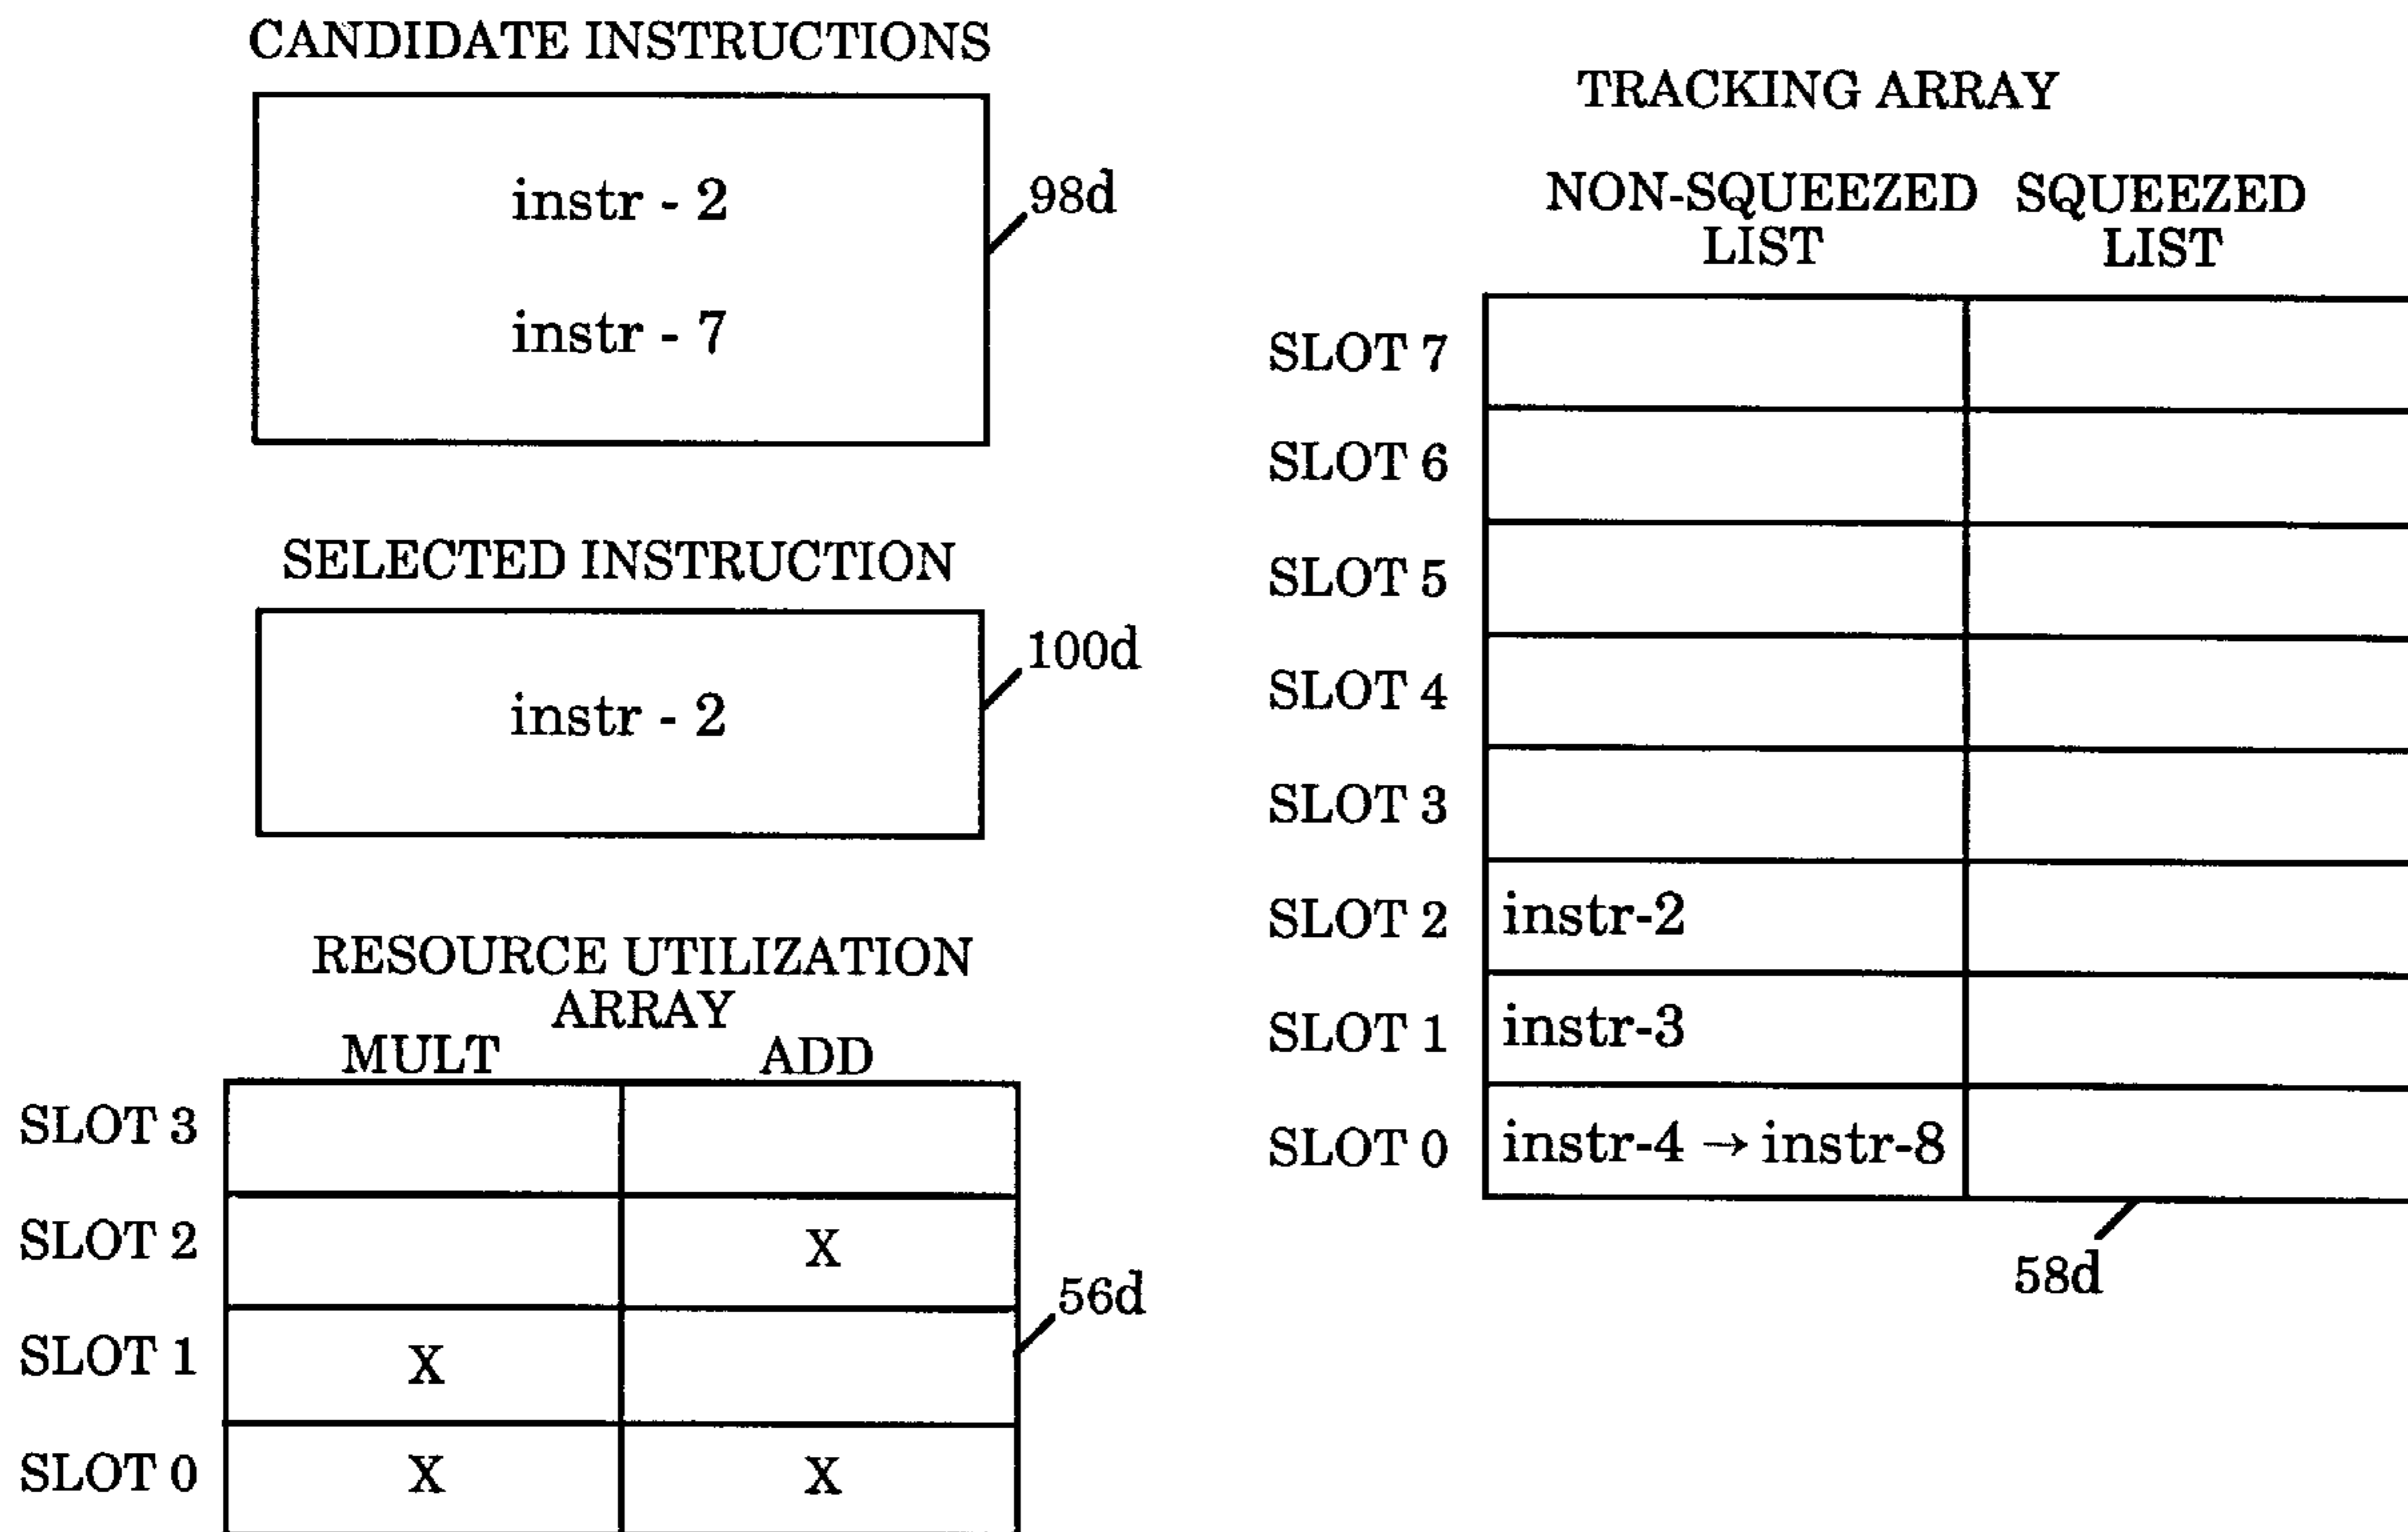 CANDIDATE INSTRUCTIONS
instr - 2
instr - 7
98d
SELECTED INSTRUCTION
instr - 2
100d
RESOURCE UTILIZATION
ARRAY
MULT ADD
SLOT 3
SLOT 2 X
SLOT 1 X
SLOT 0 X X
56d
TRACKING ARRAY
NON-SQUEEZED SQUEEZED
LIST LIST
SLOT 7
SLOT 6
SLOT 5
SLOT 4
SLOT 3
SLOT 2 instr-2
SLOT 1 instr-3
SLOT 0 instr-4 → instr-8
58d